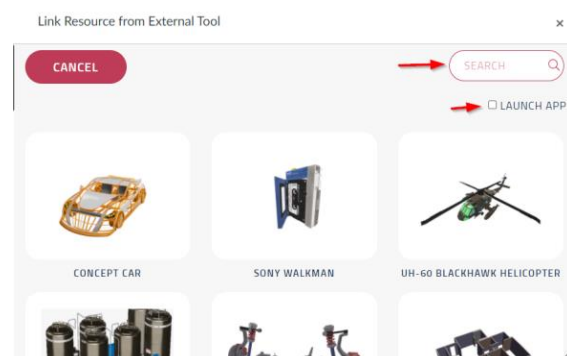 Link Resource from External Tool
×
CANCEL
SEARCH
LAUNCH APP
CONCEPT CAR
SONY WALKMAN
UH-60 BLACKHAWK HELICOPTER